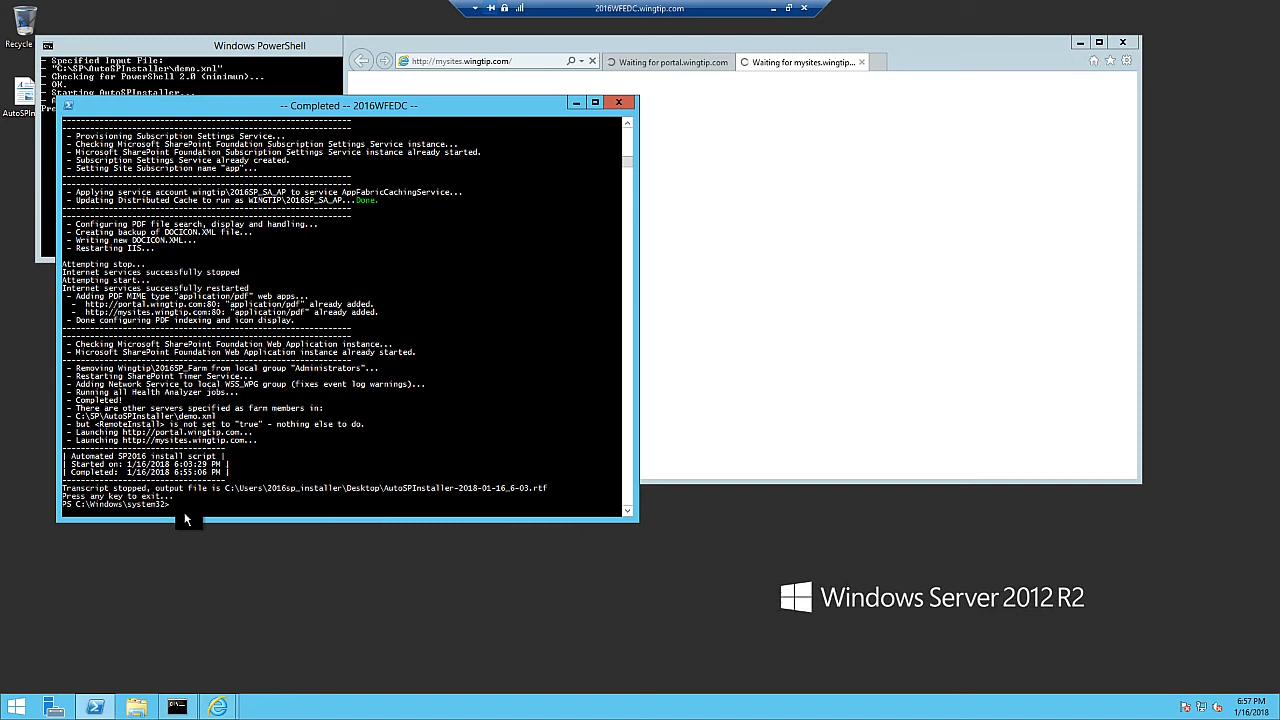 2016WFEDC.wingtip.com
Recycle
AutoSPI
Windows PowerShell
- Specified Input File:
"C:\SP\AutoSPInstaller\demo.xml"
Checking for PowerShell 2.0 (minimum)...
OK.
- Starting AutoSPInstaller...
http://mysites.wingtip.com/
Waiting for portal.wingtip.com
Waiting for mysites.wingtip...
-- Completed -- 2016WFEDC --
- Provisioning Subscription Settings Service...
- Checking Microsoft SharePoint Foundation Subscription Settings Service instance...
- Microsoft SharePoint Foundation Subscription Settings Service instance already started.
- Subscription Settings Service already created.
- Setting Site Subscription name "app"...
- Applying service account wingtip\2016SP_SA_AP to service AppFabricCachingService...
- Updating Distributed Cache to run as WINGTIP\2016SP_SA_AP...Done.
- Configuring PDF file search, display and handling...
- Creating backup of DOCICON.XML file...
- Writing new DOCICON.XML...
- Restarting IIS...
Attempting stop...
Internet services successfully stopped
Attempting start...
Internet services successfully restarted
- Adding PDF MIME type "application/pdf" web apps...
- http://portal.wingtip.com:80: "application/pdf" already added.
- http://mysites.wingtip.com:80: "application/pdf" already added.
- Done configuring PDF indexing and icon display.
- Checking Microsoft SharePoint Foundation Web Application instance...
- Microsoft SharePoint Foundation Web Application instance already started.
- Removing Wingtip\2016SP_Farm from local group "Administrators"...
- Restarting SharePoint Timer Service...
- Adding Network Service to local WSS_WPG group (fixes event log warnings)...
- Running all Health Analyzer jobs...
- Completed!
- There are other servers specified as farm members in:
- C:\SP\AutoSPInstaller\demo.xml
- but <RemoteInstall> is not set to "true" - nothing else to do.
- Launching http://portal.wingtip.com...
- Launching http://mysites.wingtip.com...
| Automated SP2016 install script |
| Started on: 1/16/2018 6:03:29 PM |
| Completed: 1/16/2018 6:55:06 PM |
Transcript stopped, output file is C:\Users\2016sp_installer\Desktop\AutoSPInstaller-2018-01-16_6-03.rtf
Press any key to exit...
PS C:\Windows\system32>
Windows Server 2012 R2
6:57 PM
1/16/2018